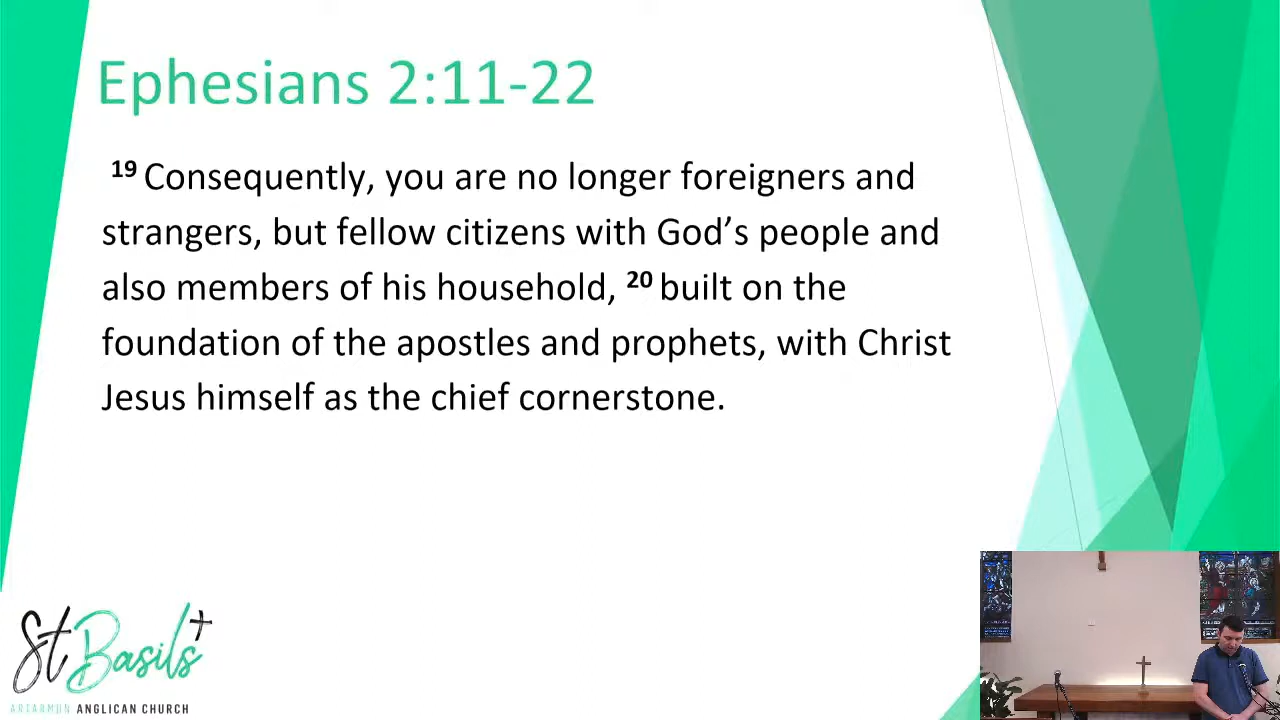 Ephesians 2:11-22
19 Consequently, you are no longer foreigners and
strangers, but fellow citizens with God’s people and
also members of his household, 20 built on the
foundation of the apostles and prophets, with Christ
Jesus himself as the chief cornerstone.
St Basils
ARTARMON ANGLICAN CHURCH